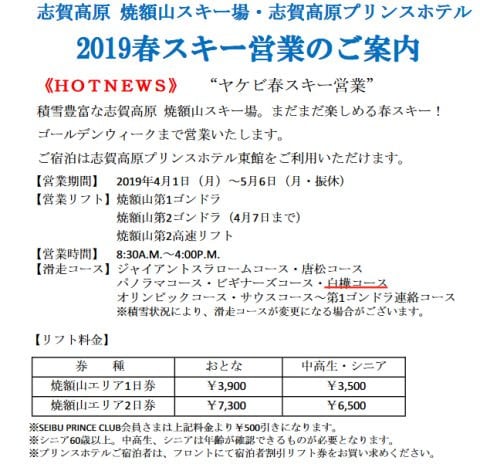 志賀高原 焼額山スキー場・志賀高原プリンスホテル
2019春スキー営業のご案内
《HOTNEWS》 “ヤケビ春スキー営業”
積雪豊富な志賀高原 焼額山スキー場。まだまだ楽しめる春スキー！
ゴールデンウィークまで営業いたします。
ご宿泊は志賀高原プリンスホテル東館をご利用いただけます。
【営業期間】 2019年4月1日（月）～5月6日（月・振休）
【営業リフト】焼額山第1ゴンドラ
焼額山第2ゴンドラ（4月7日まで）
焼額山第2高速リフト
【営業時間】 8:30A.M.～4:00P.M.
【滑走コース】ジャイアントスラロームコース・唐松コース
パノラマコース・ビギナーズコース・白樺コース
オリンピックコース・サウスコース～第1ゴンドラ連絡コース
※積雪状況により、滑走コースが変更になる場合がございます。
【リフト料金】
券 種 おとな 中高生・シニア
焼額山エリア1日券 ￥3,900 ￥3,500
焼額山エリア2日券 ￥7,300 ￥6,500
※SEIBU PRINCE CLUB会員さまは上記料金より￥500引きになります。
※シニア60歳以上。中高生、シニアは年齢が確認できるものが必要となります。
※プリンスホテルご宿泊者は、フロントにて宿泊者割引リフト券をお買い求めください。